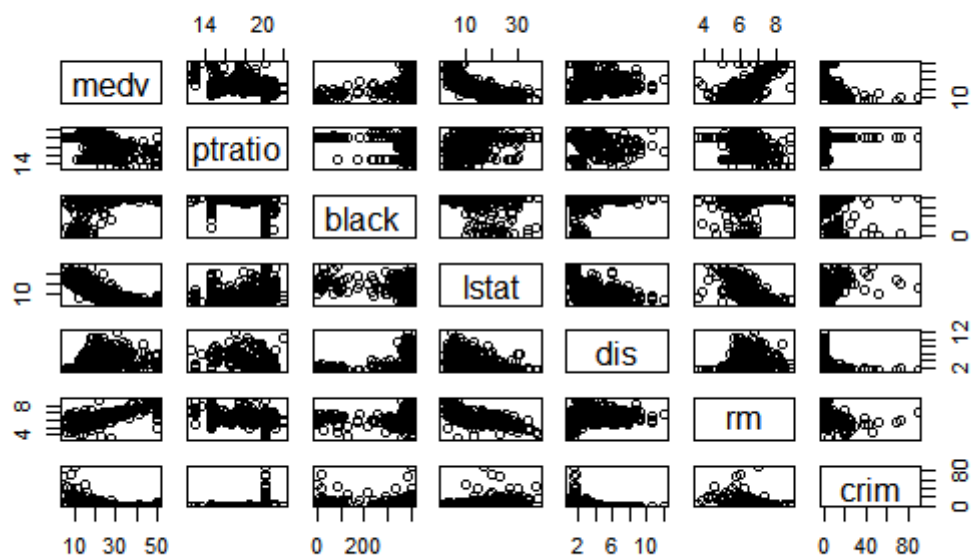 14 20 10 30 4 6 8
medv 10
14 ptratio
black 0
10 lstat
dis 2 12
4 8 rm
crim 0 40 80
10 30 50 0 200 2 6 10 0 40 80